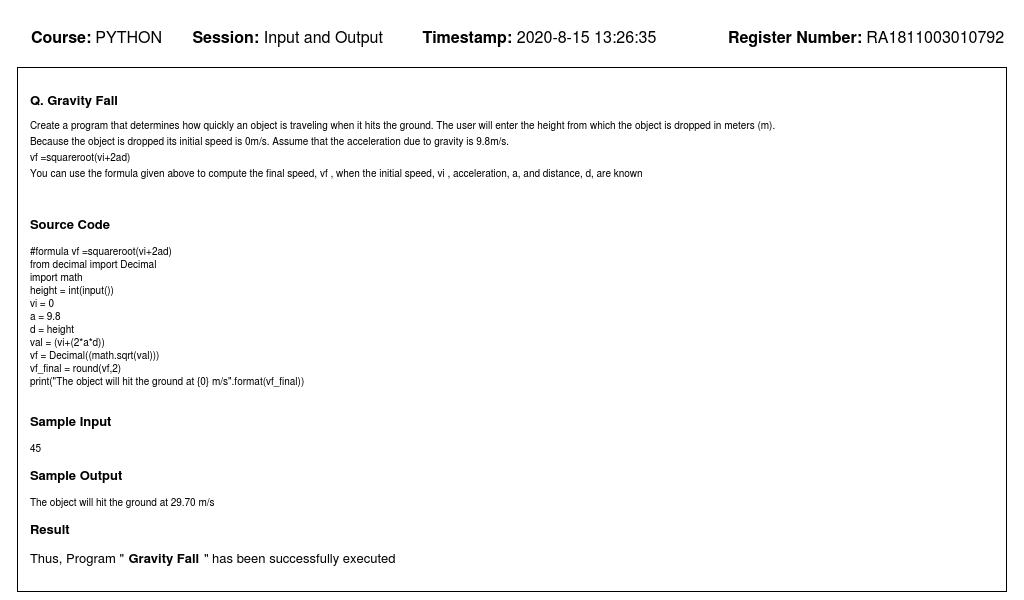 Course: PYTHON Session: Input and Output Timestamp: 2020-8-15 13:26:35 Register Number: RA1811003010792
Q. Gravity Fall
Create a program that determines how quickly an object is traveling when it hits the ground. The user will enter the height from which the object is dropped in meters (m).
Because the object is dropped its initial speed is 0m/s. Assume that the acceleration due to gravity is 9.8m/s.
vf =squareroot(vi+2ad)
You can use the formula given above to compute the final speed, vf , when the initial speed, vi , acceleration, a, and distance, d, are known
Source Code
#formula vf =squareroot(vi+2ad)
from decimal import Decimal
import math
height = int(input())
vi = 0
a = 9.8
d = height
val = (vi+(2*a*d))
vf = Decimal((math.sqrt(val)))
vf_final = round(vf,2)
print("The object will hit the ground at {0} m/s".format(vf_final))
Sample Input
45
Sample Output
The object will hit the ground at 29.70 m/s
Result
Thus, Program " Gravity Fall " has been successfully executed